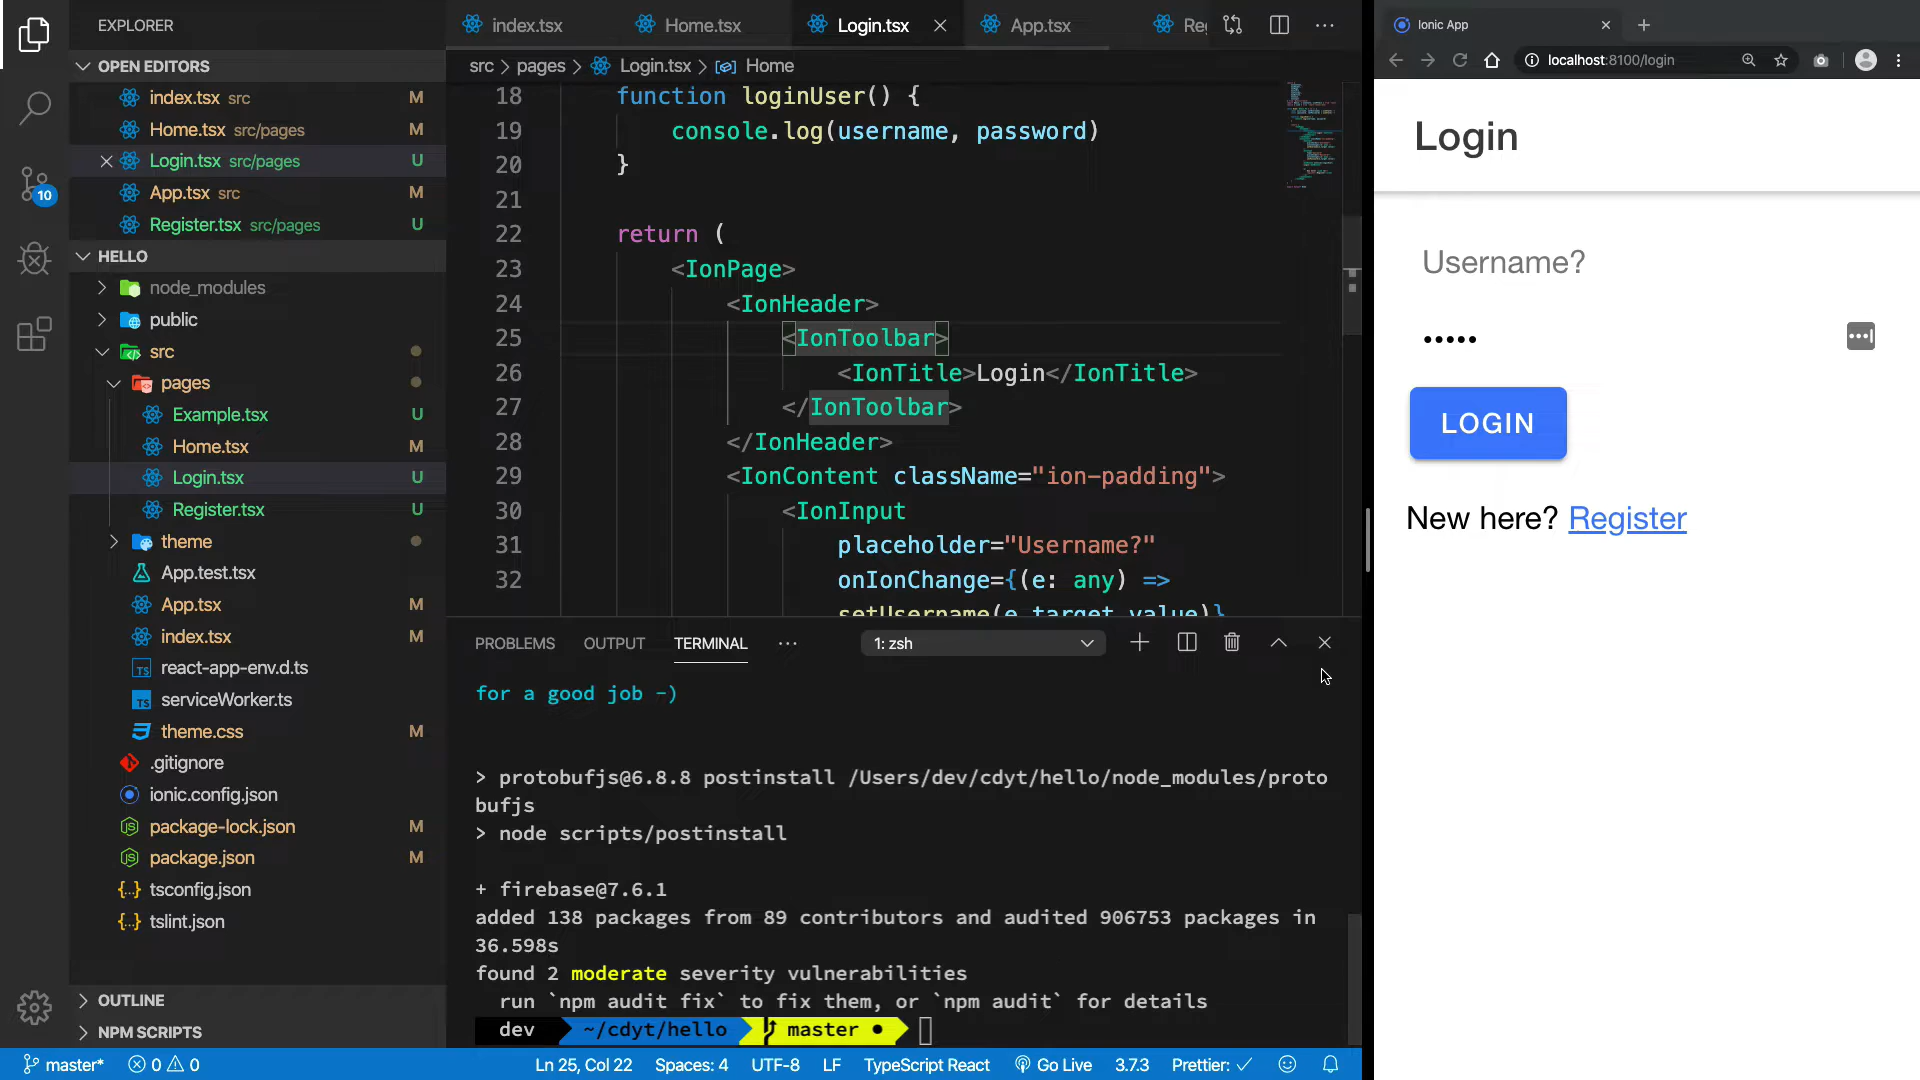 EXPLORER
OPEN EDITORS
index.tsx src M
Home.tsx src/pages M
Login.tsx src/pages U
App.tsx src M
Register.tsx src/pages U
HELLO
node_modules
public
src
pages
Example.tsx U
Home.tsx M
Login.tsx U
Register.tsx U
theme
App.test.tsx
App.tsx M
index.tsx M
react-app-env.d.ts
serviceWorker.ts
theme.css M
.gitignore
ionic.config.json
package-lock.json M
package.json M
tsconfig.json
tslint.json
OUTLINE
NPM SCRIPTS
10
index.tsx Home.tsx Login.tsx App.tsx Re
src > pages > Login.tsx > Home
18 function loginUser() {
19 console.log(username, password)
20 }
21
22 return (
23 <IonPage>
24 <IonHeader>
25 <IonToolbar>
26 <IonTitle>Login</IonTitle>
27 </IonToolbar>
28 </IonHeader>
29 <IonContent className="ion-padding">
30 <IonInput
31 placeholder="Username?"
32 onIonChange={(e: any) =>
setUsername(e.target.value)}
PROBLEMS OUTPUT TERMINAL ··· 1: zsh
for a good job -)
> protobufjs@6.8.8 postinstall /Users/dev/cdyt/hello/node_modules/proto
bufjs
> node scripts/postinstall
+ firebase@7.6.1
added 138 packages from 89 contributors and audited 906753 packages in
36.598s
found 2 moderate severity vulnerabilities
run `npm audit fix` to fix them, or `npm audit` for details
dev ~/cdyt/hello master ●
master* 0 0 Ln 25, Col 22 Spaces: 4 UTF-8 LF TypeScript React Go Live 3.7.3 Prettier: ✓
Ionic App
localhost:8100/login
Login
Username?
•••••
LOGIN
New here? Register